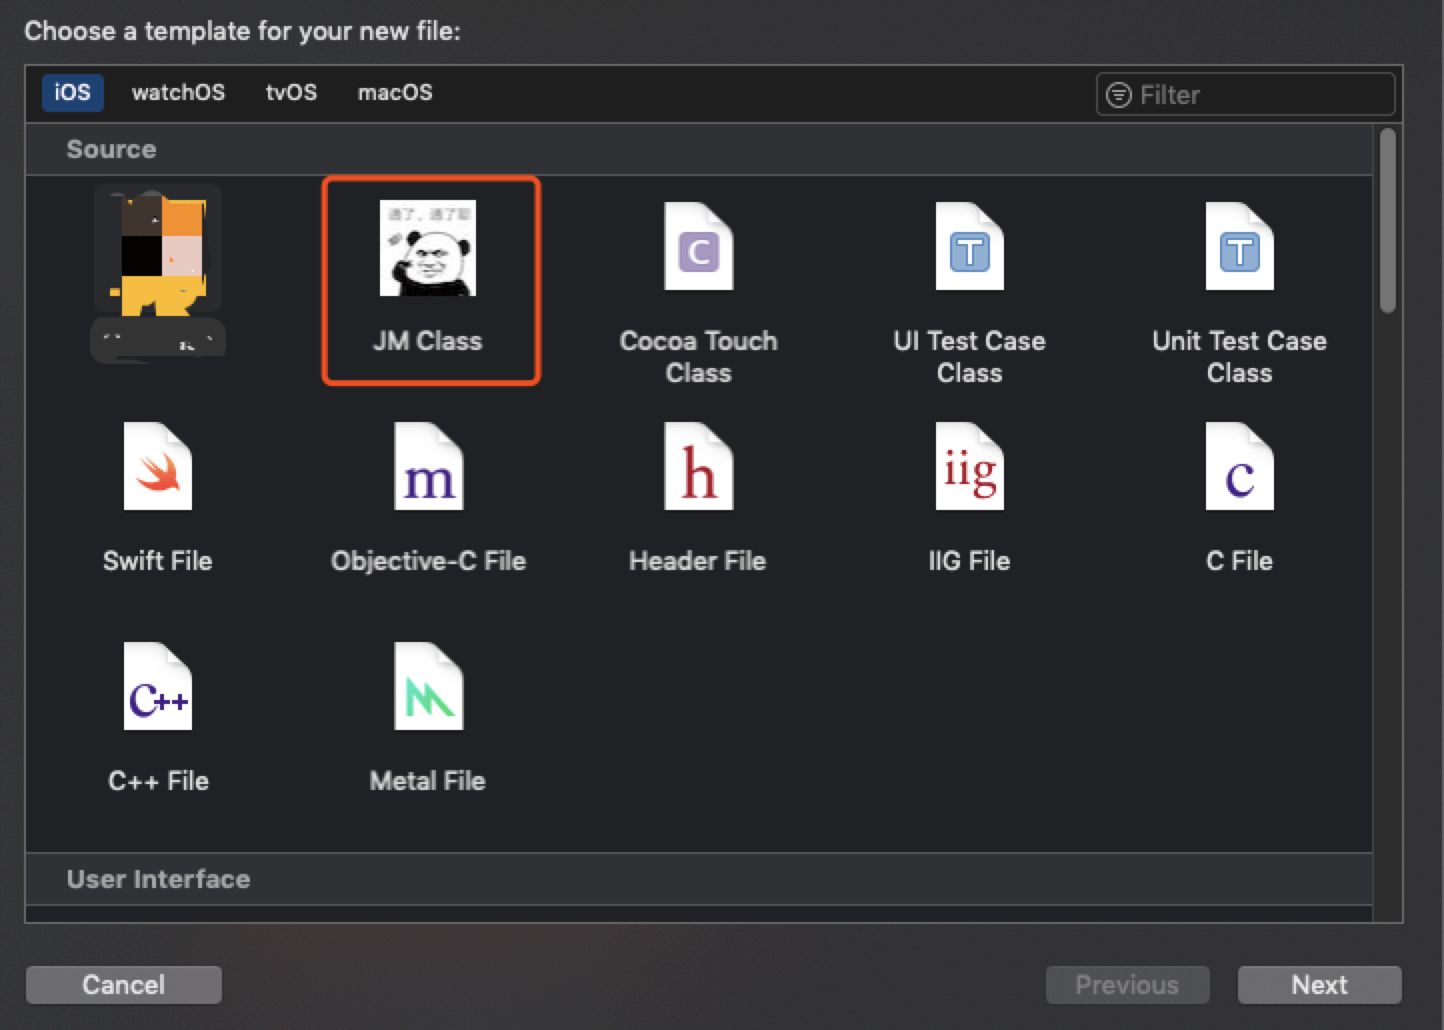 Choose a template for your new file:
iOS watchOS tvOS macOS Filter
Source
JM Class
Cocoa Touch
Class
UI Test Case
Class
Unit Test Case
Class
C
T
T
Swift File
Objective-C File
Header File
IIG File
C File
m
h
iig
c
C++ File
Metal File
C++
User Interface
Cancel Previous Next